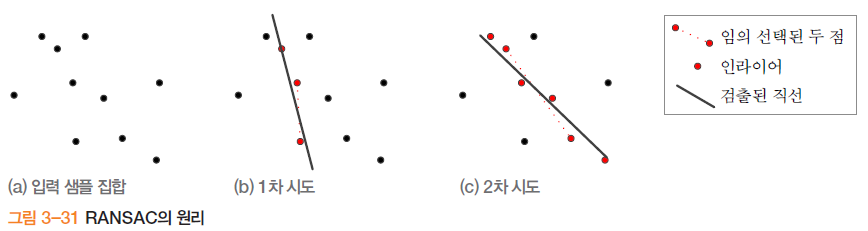 임의 선택된 두 점
인라이어
검출된 직선
(a) 입력 샘플 집합
(b) 1차 시도
(c) 2차 시도
그림 3-31 RANSAC의 원리